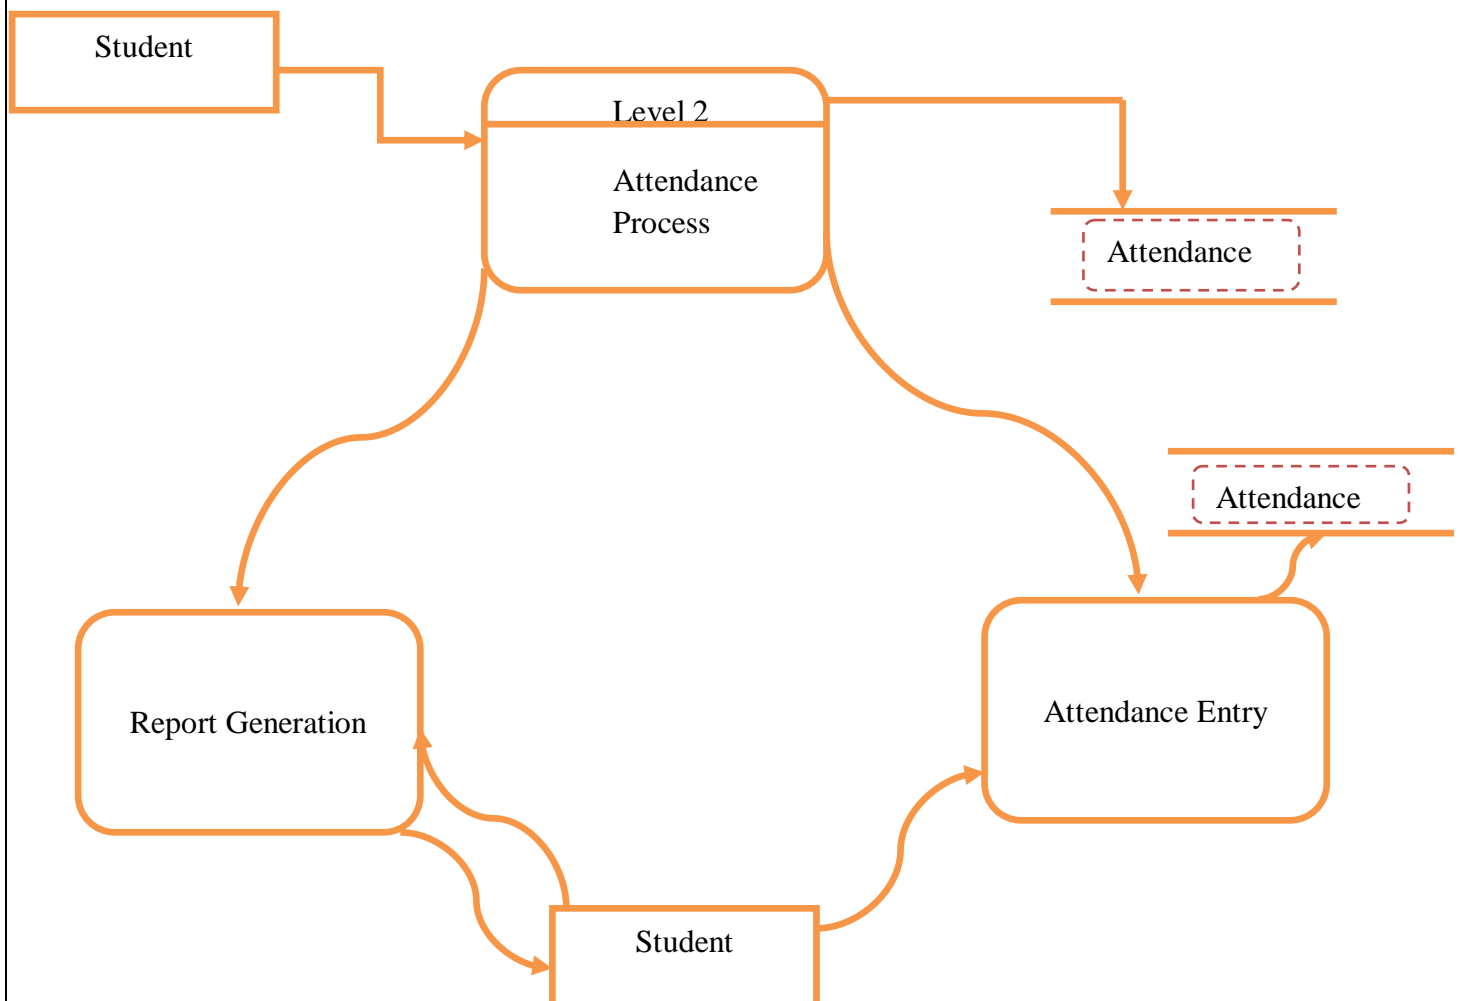 Student
Level 2
Attendance
Process
Attendance
Attendance
Report Generation
Attendance Entry
Student